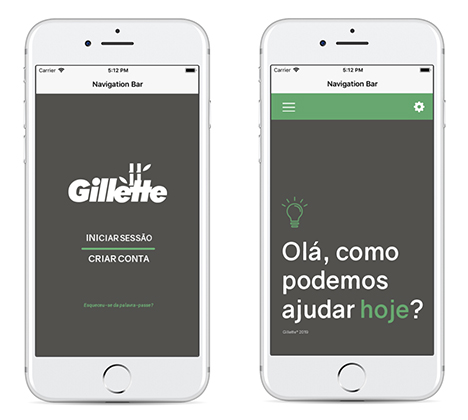 Carrier 5:12 PM
Navigation Bar
Gillette
INICIAR SESSÃO
CRIAR CONTA
Esqueceu-se da palavra-passe?
Carrier 5:12 PM
Navigation Bar
Olá, como
podemos
ajudar hoje?
Gillette® 2016